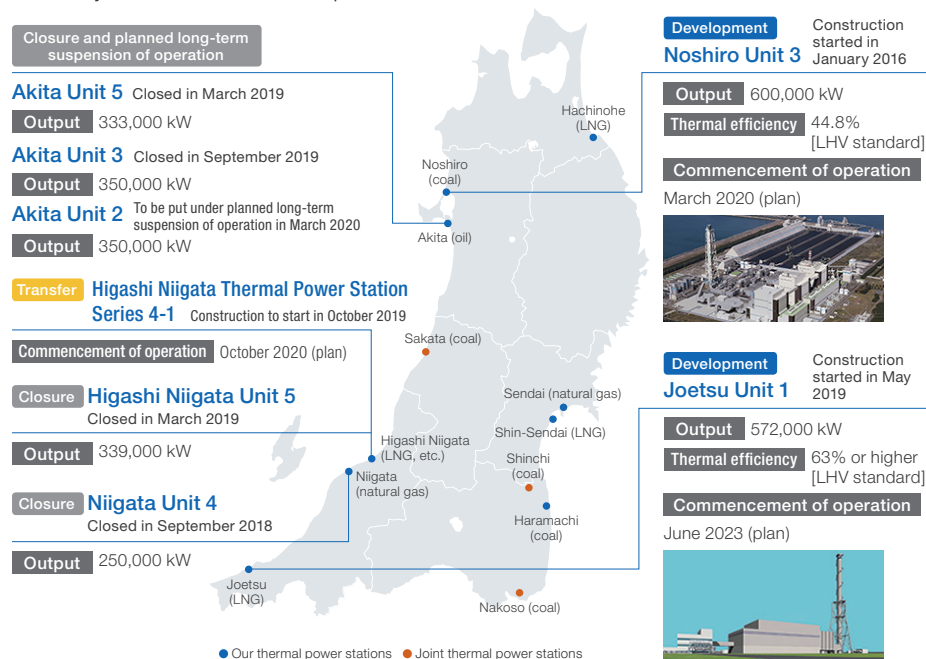 Closure and planned long-term
suspension of operation
Akita Unit 5 Closed in March 2019
Output 333,000 kW
Akita Unit 3 Closed in September 2019
Output 350,000 kW
Akita Unit 2 To be put under planned long-term
suspension of operation in March 2020
Output 350,000 kW
Transfer Higashi Niigata Thermal Power Station
Series 4-1 Construction to start in October 2019
Commencement of operation October 2020 (plan)
Closure Higashi Niigata Unit 5
Closed in March 2019
Output 339,000 kW
Closure Niigata Unit 4
Closed in September 2018
Output 250,000 kW
Hachinohe
(LNG)
Noshiro
(coal)
Akita (oil)
Sakata (coal)
Sendai (natural gas)
Shin-Sendai (LNG)
Higashi Niigata
(LNG, etc.)
Niigata
(natural gas)
Shinchi
(coal)
Haramachi
(coal)
Joetsu
(LNG)
Nakoso (coal)
Our thermal power stations
Joint thermal power stations
Development
Noshiro Unit 3
Construction
started in
January 2016
Output 600,000 kW
Thermal efficiency 44.8%
[LHV standard]
Commencement of operation
March 2020 (plan)
Development
Joetsu Unit 1
Construction
started in May
2019
Output 572,000 kW
Thermal efficiency 63% or higher
[LHV standard]
Commencement of operation
June 2023 (plan)